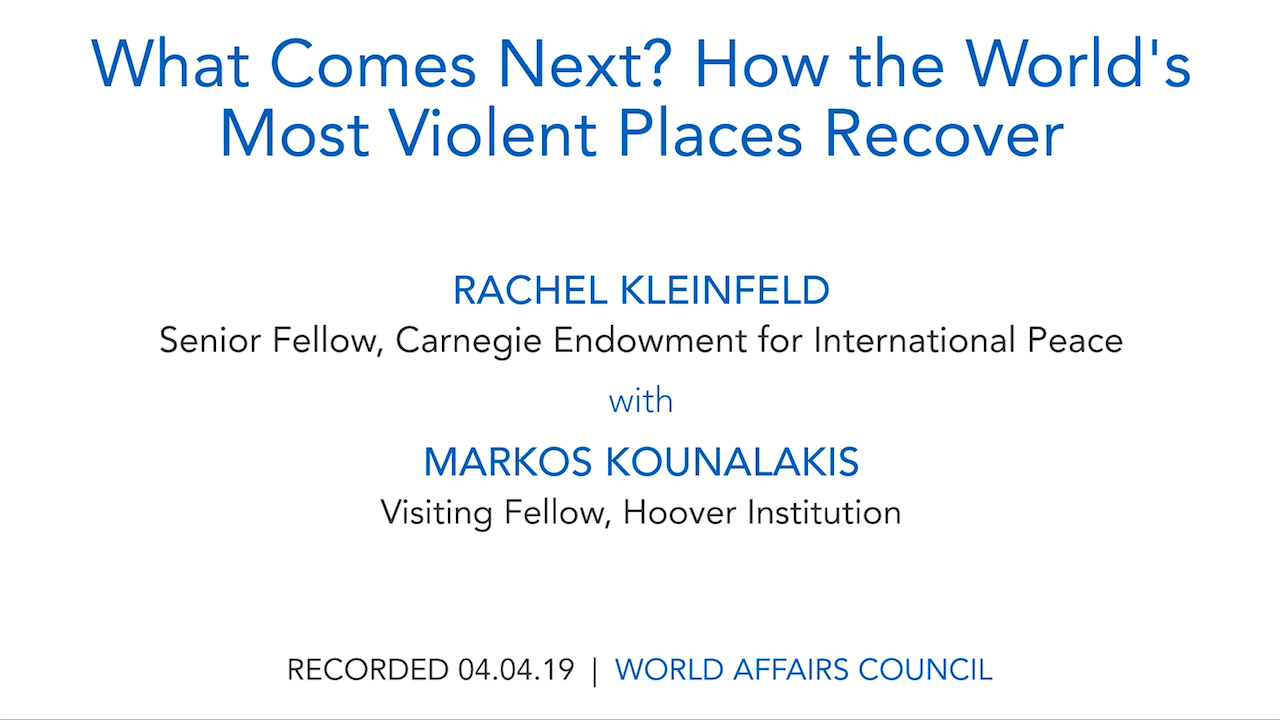 What Comes Next? How the World's
Most Violent Places Recover
RACHEL KLEINFELD
Senior Fellow, Carnegie Endowment for International Peace
with
MARKOS KOUNALAKIS
Visiting Fellow, Hoover Institution
RECORDED 04.04.19 | WORLD AFFAIRS COUNCIL